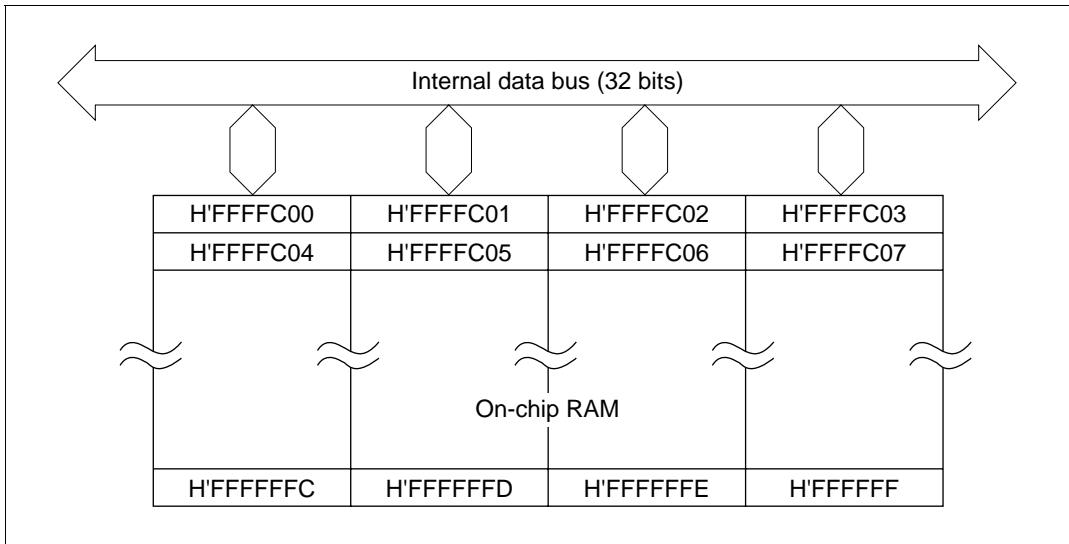 Internal data bus (32 bits)
H'FFFFC00 H'FFFFC01 H'FFFFC02 H'FFFFC03
H'FFFFC04 H'FFFFC05 H'FFFFC06 H'FFFFC07
On-chip RAM
H'FFFFFFC H'FFFFFFD H'FFFFFFE H'FFFFFF